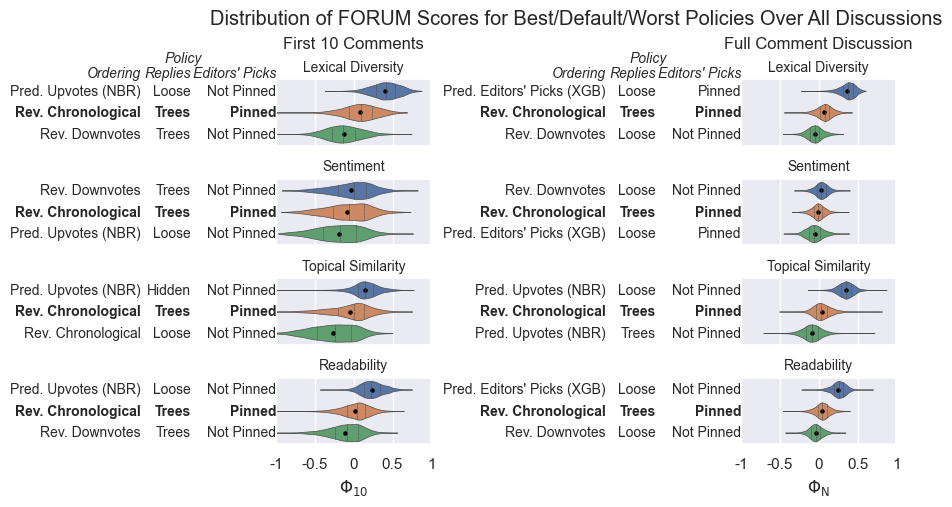 Distribution of FORUM Scores for Best/Default/Worst Policies Over All Discussions
First 10 Comments
Policy
Ordering Replies Editors' Picks
Lexical Diversity
Pred. Upvotes (NBR) Loose Not Pinned
Rev. Chronological Trees Pinned
Rev. Downvotes Trees Not Pinned
Sentiment
Rev. Downvotes Trees Not Pinned
Rev. Chronological Trees Pinned
Pred. Upvotes (NBR) Loose Not Pinned
Topical Similarity
Pred. Upvotes (NBR) Hidden Not Pinned
Rev. Chronological Trees Pinned
Rev. Chronological Loose Not Pinned
Readability
Pred. Upvotes (NBR) Loose Not Pinned
Rev. Chronological Trees Pinned
Rev. Downvotes Trees Not Pinned
-1 -0.5 0 0.5 1
Φ10
Full Comment Discussion
Policy
Ordering Replies Editors' Picks
Lexical Diversity
Pred. Editors' Picks (XGB) Loose Pinned
Rev. Chronological Trees Pinned
Rev. Downvotes Loose Not Pinned
Sentiment
Rev. Downvotes Loose Not Pinned
Rev. Chronological Trees Pinned
Pred. Editors' Picks (XGB) Loose Pinned
Topical Similarity
Pred. Upvotes (NBR) Loose Not Pinned
Rev. Chronological Trees Pinned
Pred. Upvotes (NBR) Trees Not Pinned
Readability
Pred. Editors' Picks (XGB) Loose Not Pinned
Rev. Chronological Trees Pinned
Rev. Downvotes Loose Not Pinned
-1 -0.5 0 0.5 1
ΦN